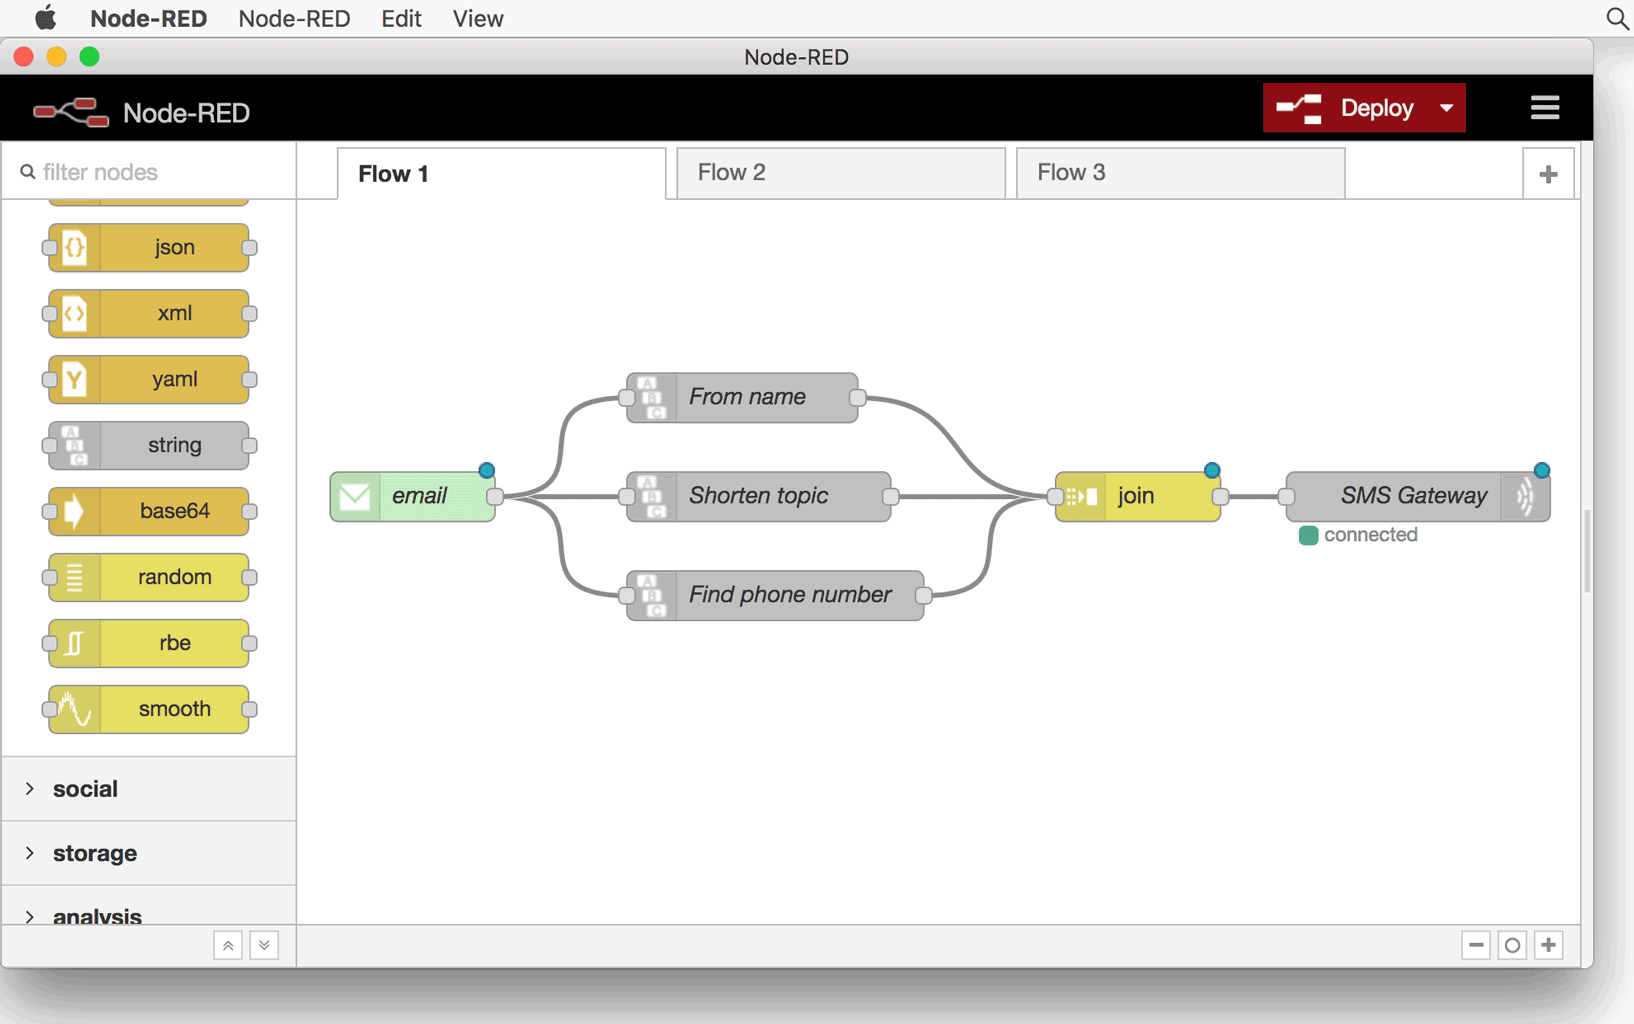 Node-RED Node-RED Edit View
Node-RED
Node-RED
Deploy
filter nodes
Flow 1
Flow 2
Flow 3
json
xml
yaml
string
base64
random
rbe
smooth
social
storage
analysis
From name
email
Shorten topic
join
SMS Gateway
connected
Find phone number